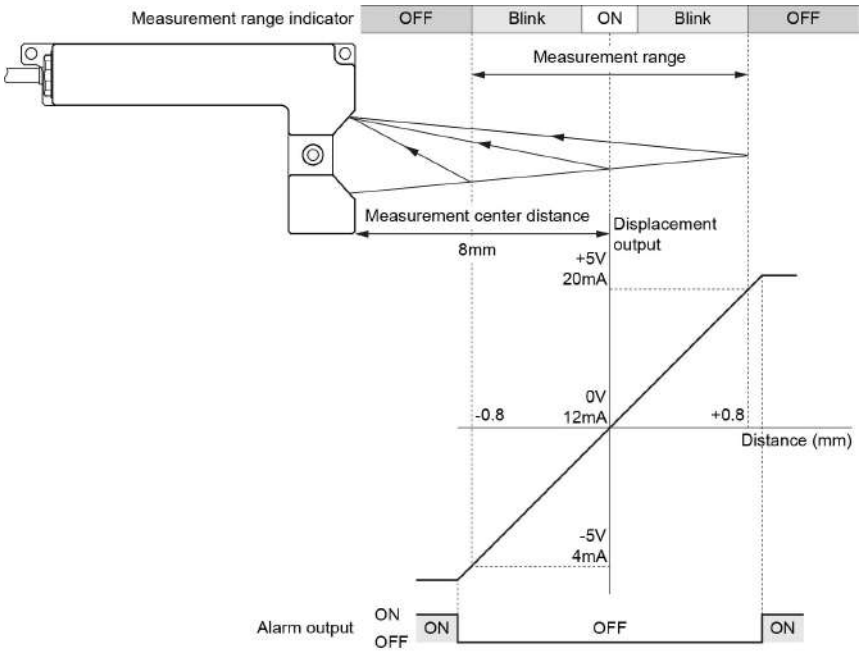 Measurement range indicator OFF Blink ON Blink OFF
Measurement range
Measurement center distance
8mm
Displacement
output
+5V
20mA
0V
12mA
-0.8
+0.8
Distance (mm)
-5V
4mA
Alarm output
ON
OFF
ON
OFF
ON